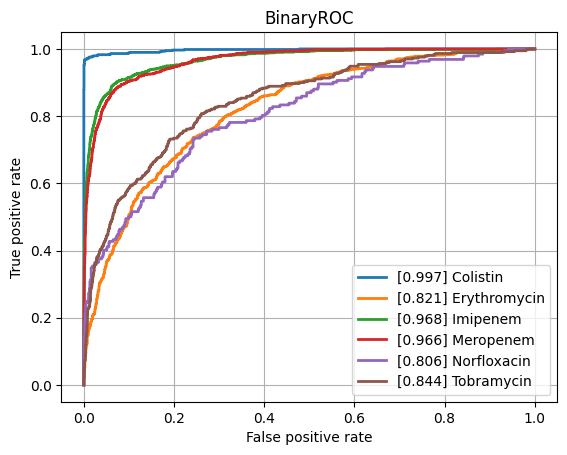 BinaryROC
True positive rate
1.0
0.8
0.6
0.4
0.2
0.0
[0.997] Colistin
[0.821] Erythromycin
[0.968] Imipenem
[0.966] Meropenem
[0.806] Norfloxacin
[0.844] Tobramycin
0.0 0.2 0.4 0.6 0.8 1.0
False positive rate